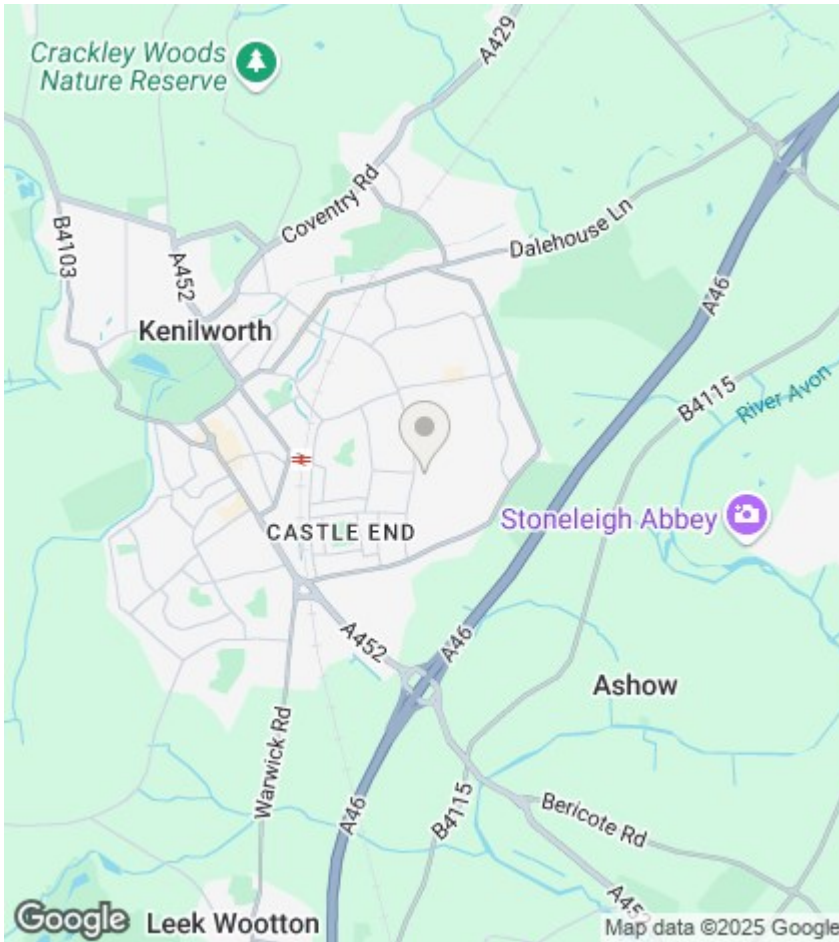 Crackley Woods
Nature Reserve
A429
Coventry Rd
Dalehouse Ln
B4103
A452
A46
Kenilworth
B4115
River Avon
Stoneleigh Abbey
CASTLE END
A452
A46
Ashow
Warwick Rd
A46
B4115
Bericote Rd
A452
Google
Leek Wootton
Map data ©2025 Google